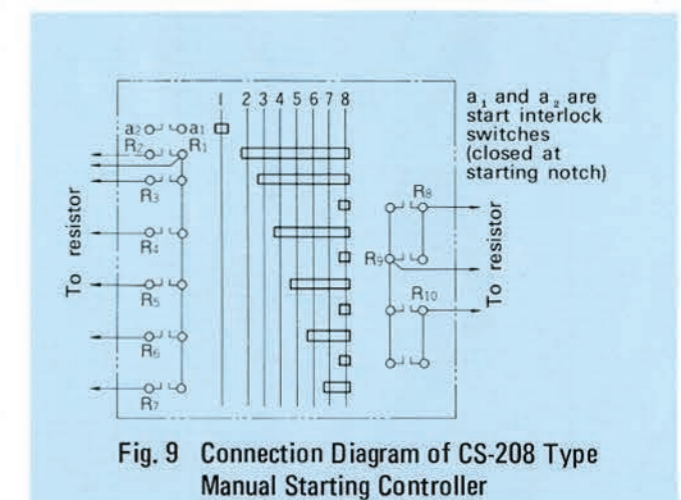 1 2 3 4 5 6 7 8
a₁ and a₂ are
start interlock
switches
(closed at
starting notch)
a₂ a₁
R₂ R₁
R₃
R₄
R₅
R₆
R₇
To resistor
R₈
R₉
R₁₀
To resistor
Fig. 9 Connection Diagram of CS-208 Type
Manual Starting Controller